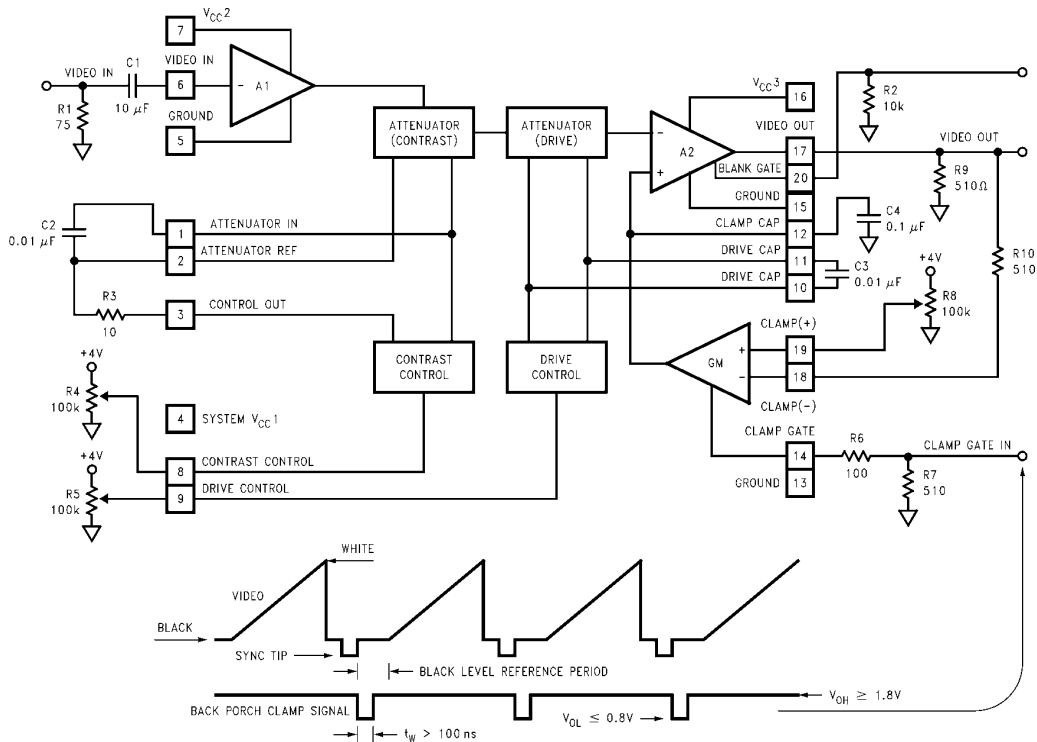 V_CC2
7
VIDEO IN
C1
VIDEO IN
6
− A1
10 µF
R1
75
GROUND
5
ATTENUATOR
(CONTRAST)
ATTENUATOR
(DRIVE)
C2
0.01 µF
1
ATTENUATOR IN
2
ATTENUATOR REF
R3
10
3
CONTROL OUT
CONTRAST
CONTROL
DRIVE
CONTROL
+4V
R4
100k
4
SYSTEM V_CC1
+4V
R5
100k
8
CONTRAST CONTROL
9
DRIVE CONTROL
V_CC3
16
R2
10k
VIDEO OUT
−
A2
+
17
VIDEO OUT
BLANK GATE
20
R9
510Ω
GROUND
15
CLAMP CAP
12
C4
0.1 µF
DRIVE CAP
11
C3
0.01 µF
DRIVE CAP
10
R10
510
+4V
R8
100k
CLAMP(+)
GM
+
−
19
18
CLAMP(−)
CLAMP GATE
14
R6
100
CLAMP GATE IN
GROUND
13
R7
510
WHITE
VIDEO
BLACK
SYNC TIP
BLACK LEVEL REFERENCE PERIOD
BACK PORCH CLAMP SIGNAL
V_OH ≥ 1.8V
V_OL ≤ 0.8V
t_W > 100 ns